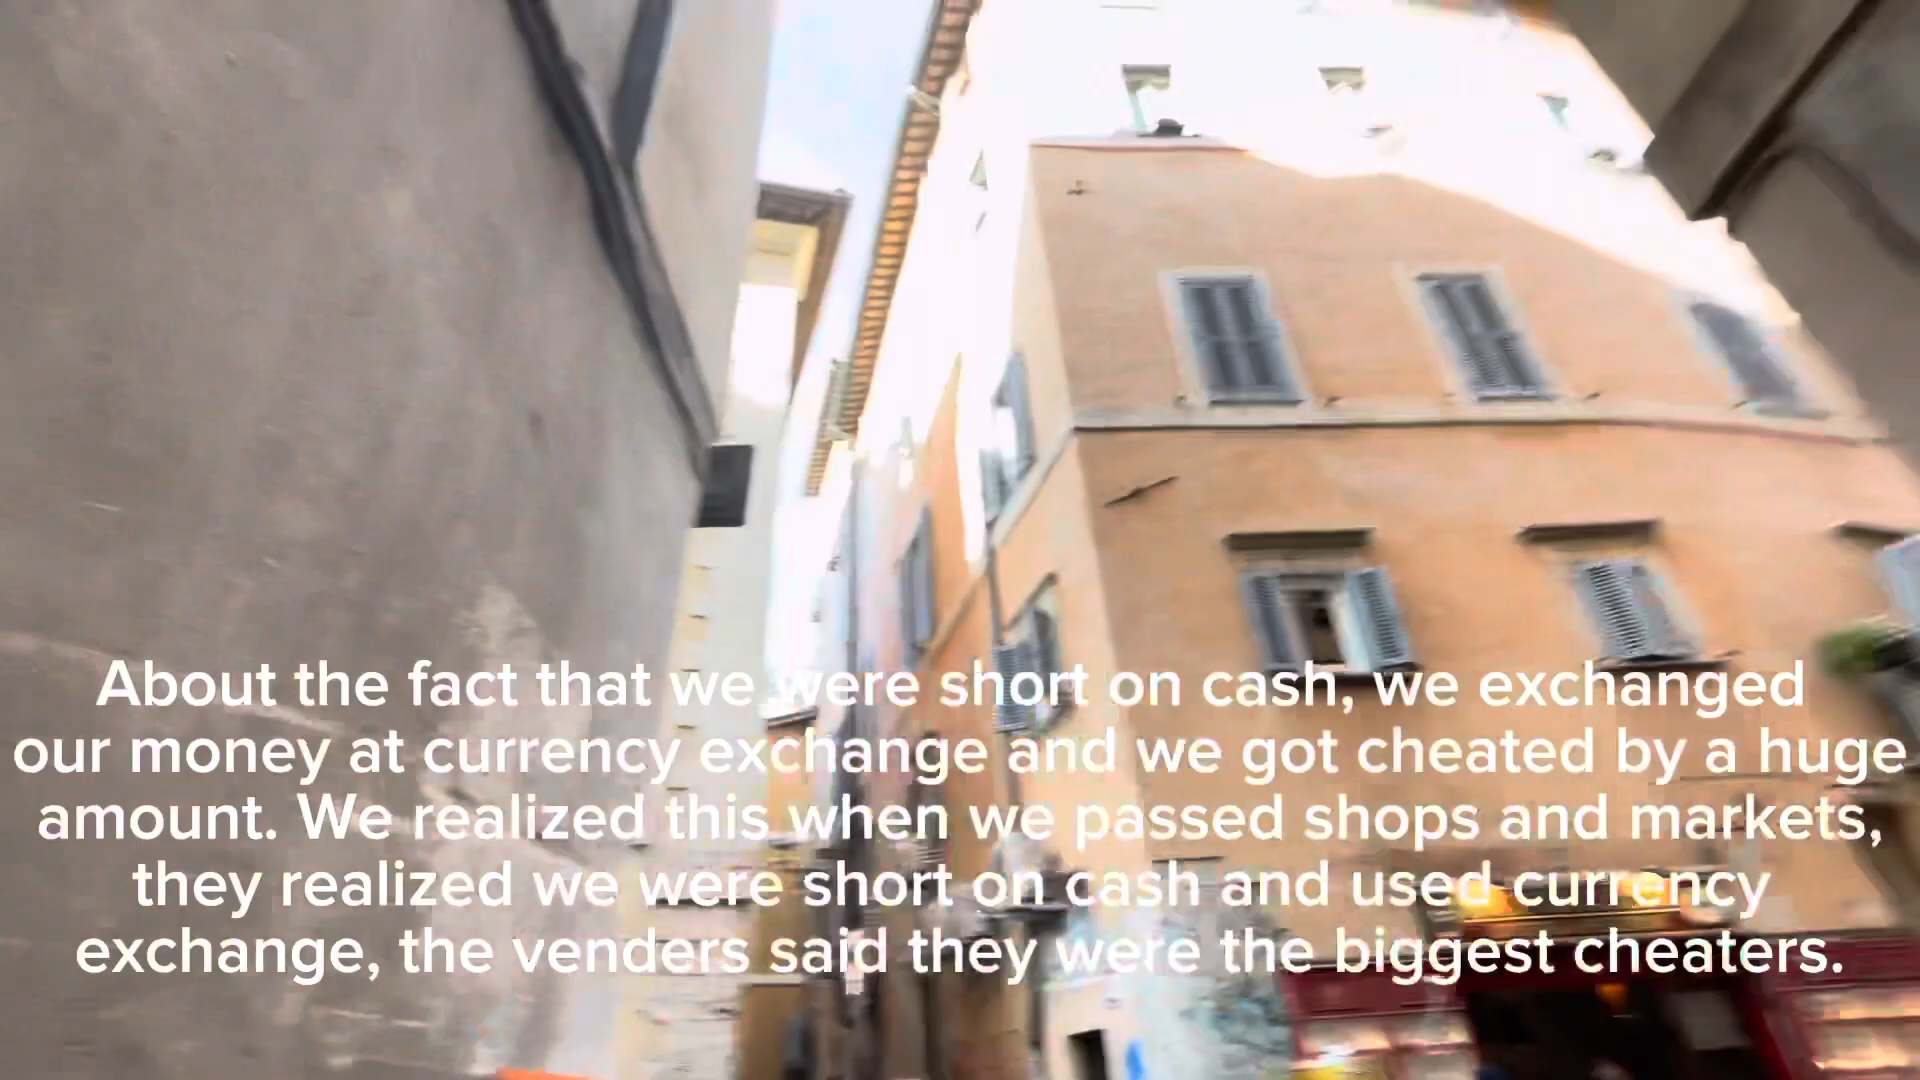 About the fact that we were short on cash, we exchanged
our money at currency exchange and we got cheated by a huge
amount. We realized this when we passed shops and markets,
they realized we were short on cash and used currency
exchange, the venders said they were the biggest cheaters.